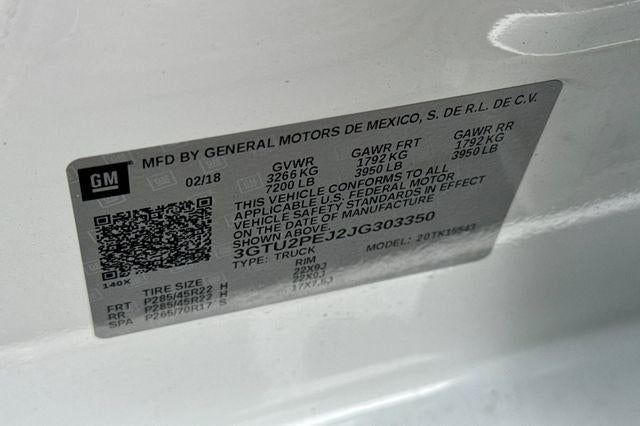 GM
MFD BY GENERAL MOTORS DE MEXICO, S. DE R.L. DE C.V.
02/18 GVWR GAWR FRT GAWR RR
3266 KG 1792 KG 1792 KG
7200 LB 3950 LB 3950 LB
THIS VEHICLE CONFORMS TO ALL
APPLICABLE U.S. FEDERAL MOTOR
VEHICLE SAFETY STANDARDS IN EFFECT
ON THE DATE OF MANUFACTURE
SHOWN ABOVE.
3GTU2PEJ2JG303350
140X TYPE: TRUCK MODEL: 20TK15543
TIRE SIZE RIM
FRT P285/45R22 H 22X9J
RR P285/45R22 H 22X9J
SPA P265/70R17 S 17X7.5J